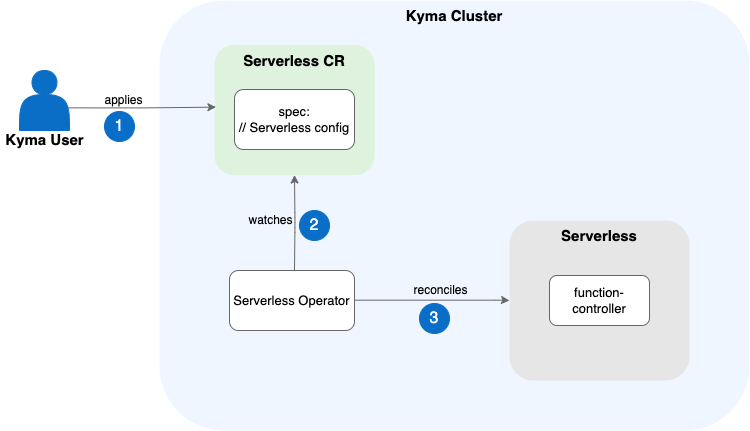 Kyma Cluster
Serverless CR
spec:
// Serverless config
applies
1
Kyma User
watches
2
Serverless Operator
reconciles
3
Serverless
function-
controller